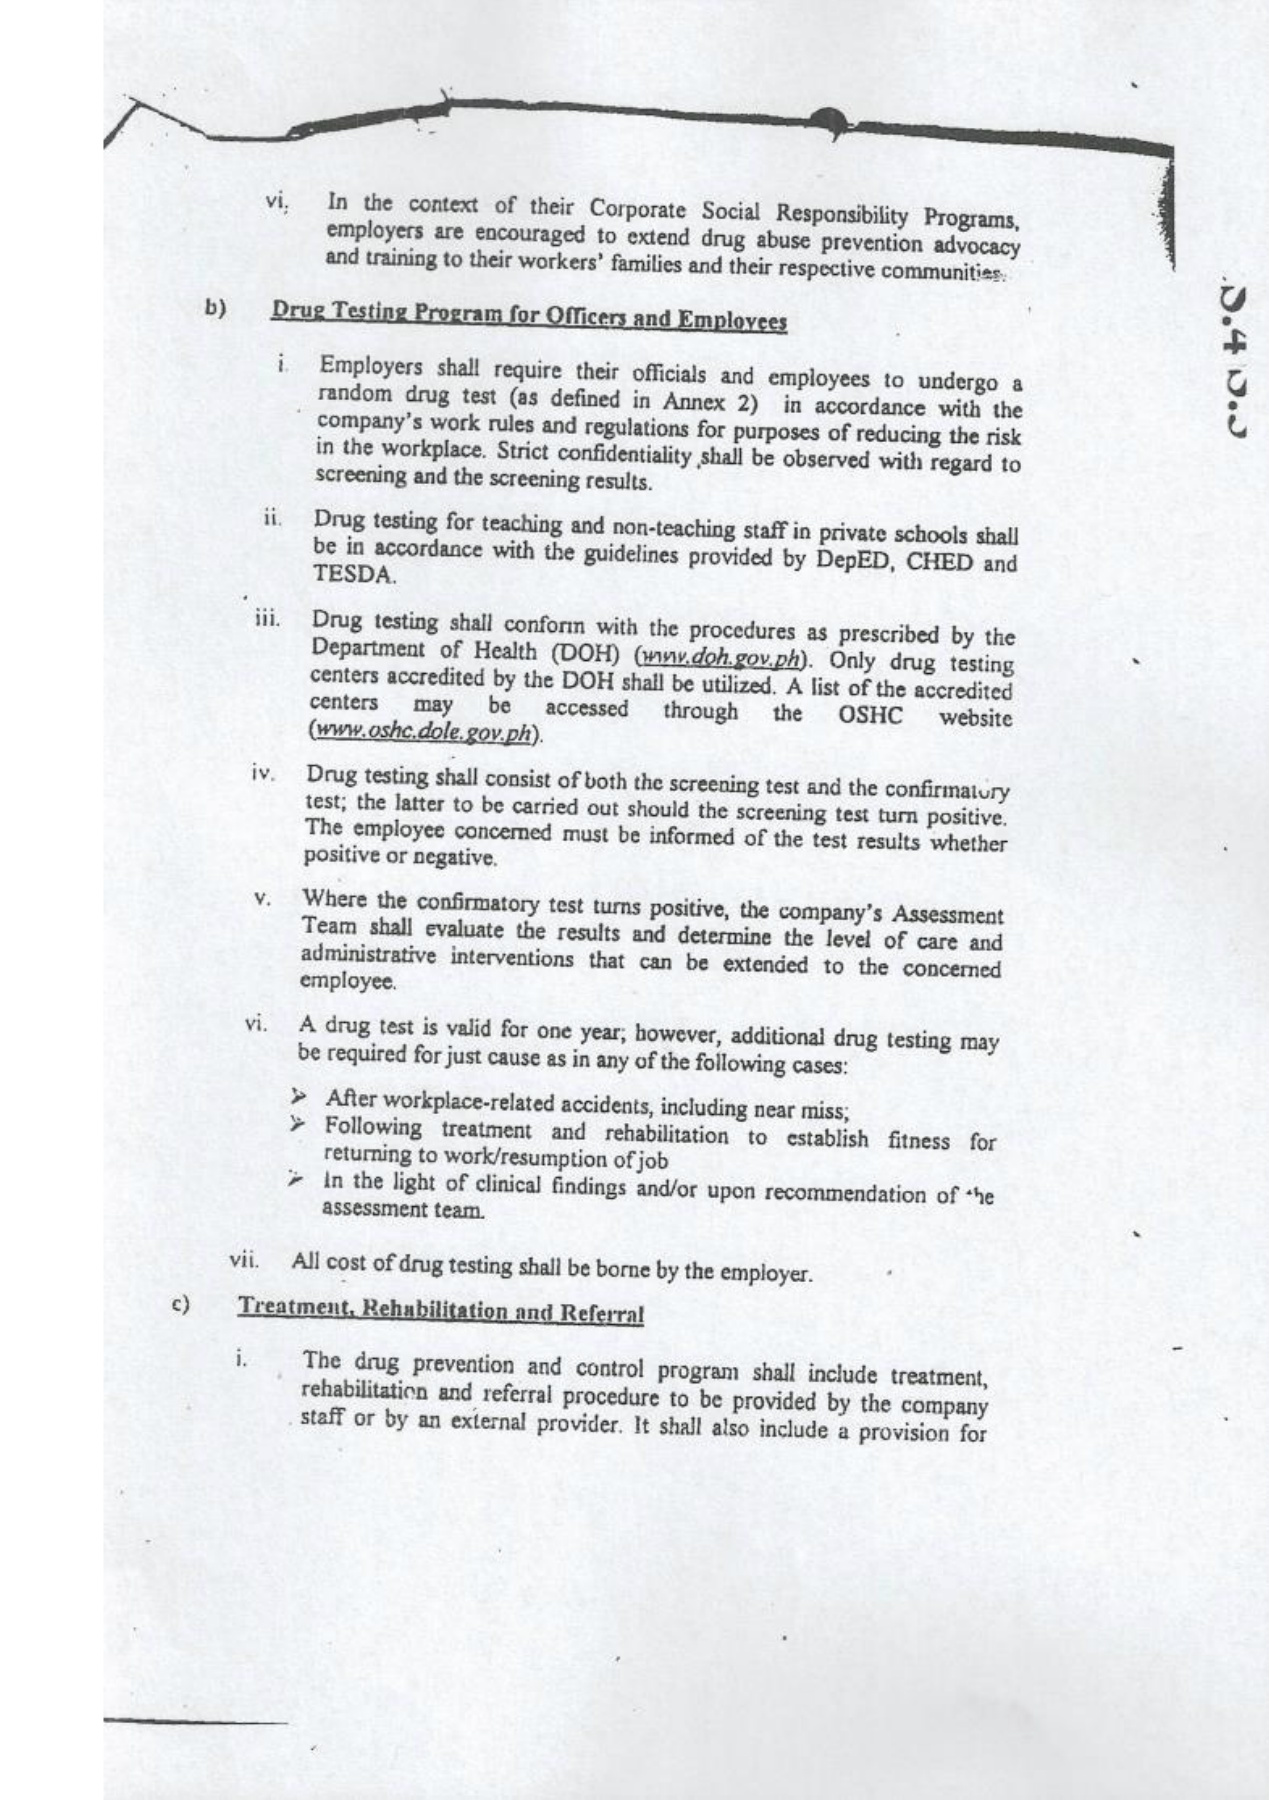 vi. In the context of their Corporate Social Responsibility Programs,
employers are encouraged to extend drug abuse prevention advocacy
and training to their workers' families and their respective communities.
b) Drug Testing Program for Officers and Employees
i. Employers shall require their officials and employees to undergo a
random drug test (as defined in Annex 2) in accordance with the
company's work rules and regulations for purposes of reducing the risk
in the workplace. Strict confidentiality shall be observed with regard to
screening and the screening results.
ii. Drug testing for teaching and non-teaching staff in private schools shall
be in accordance with the guidelines provided by DepED, CHED and
TESDA.
iii. Drug testing shall conform with the procedures as prescribed by the
Department of Health (DOH) (www.doh.gov.ph). Only drug testing
centers accredited by the DOH shall be utilized. A list of the accredited
centers may be accessed through the OSHC website
(www.oshc.dole.gov.ph).
iv. Drug testing shall consist of both the screening test and the confirmatory
test; the latter to be carried out should the screening test turn positive.
The employee concerned must be informed of the test results whether
positive or negative.
v. Where the confirmatory test turns positive, the company's Assessment
Team shall evaluate the results and determine the level of care and
administrative interventions that can be extended to the concerned
employee.
vi. A drug test is valid for one year; however, additional drug testing may
be required for just cause as in any of the following cases:
➢ After workplace-related accidents, including near miss;
➢ Following treatment and rehabilitation to establish fitness for
returning to work/resumption of job
➢ In the light of clinical findings and/or upon recommendation of the
assessment team.
vii. All cost of drug testing shall be borne by the employer.
c) Treatment, Rehabilitation and Referral
i. The drug prevention and control program shall include treatment,
rehabilitation and referral procedure to be provided by the company
staff or by an external provider. It shall also include a provision for